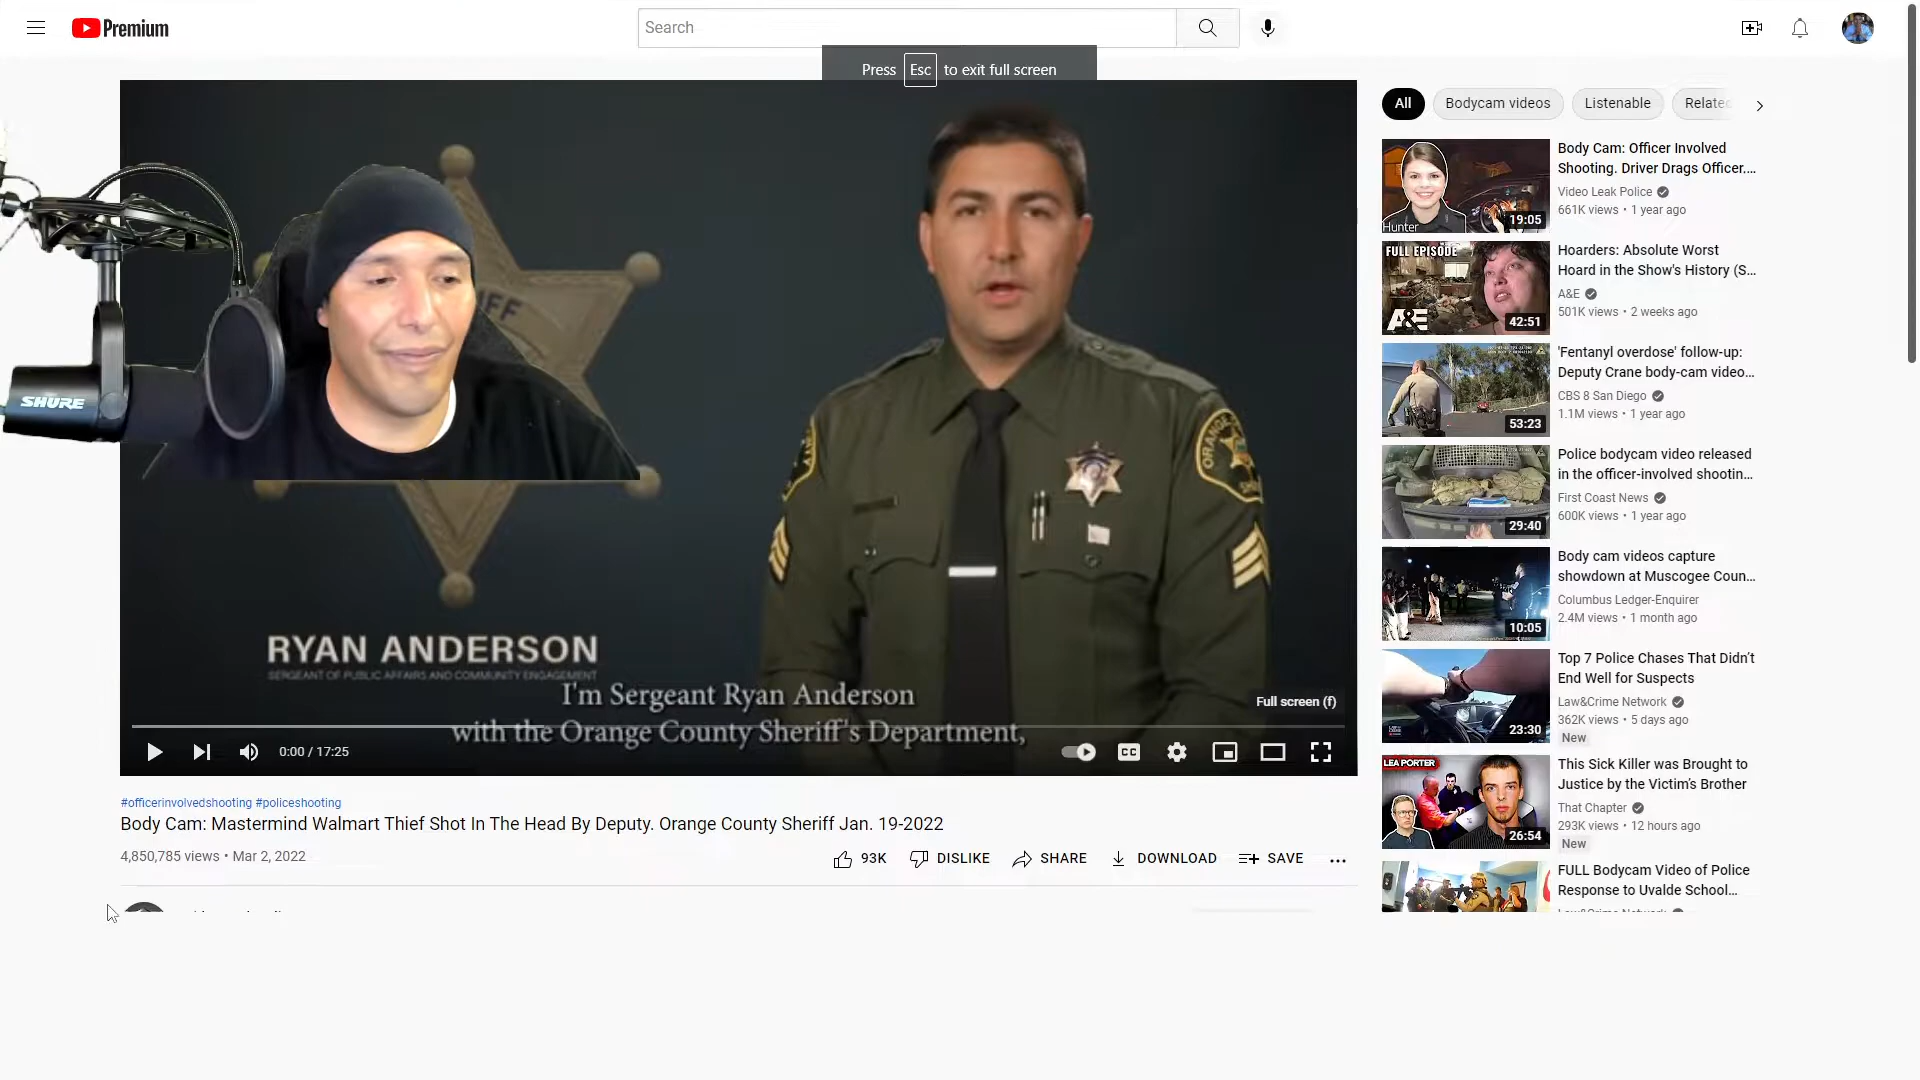 Premium
Search
Press Esc to exit full screen
SHURE
RYAN ANDERSON
SERGEANT OF PUBLIC AFFAIRS AND COMMUNITY ENGAGEMENT
I'm Sergeant Ryan Anderson
with the Orange County Sheriff's Department,
Full screen (f)
0:00 / 17:25
CC
#officerinvolvedshooting #policeshooting
Body Cam: Mastermind Walmart Thief Shot In The Head By Deputy. Orange County Sheriff Jan. 19-2022
4,850,785 views • Mar 2, 2022
93K
DISLIKE
SHARE
DOWNLOAD
SAVE
All
Bodycam videos
Listenable
Hunter
19:05
Body Cam: Officer Involved
Shooting. Driver Drags Officer....
Video Leak Police
661K views • 1 year ago
FULL EPISODE
A&E
42:51
Hoarders: Absolute Worst
Hoard in the Show's History (S...
A&E
501K views • 2 weeks ago
53:23
'Fentanyl overdose' follow-up:
Deputy Crane body-cam video...
CBS 8 San Diego
1.1M views • 1 year ago
29:40
Police bodycam video released
in the officer-involved shootin...
First Coast News
600K views • 1 year ago
10:05
Body cam videos capture
showdown at Muscogee Coun...
Columbus Ledger-Enquirer
2.4M views • 1 month ago
23:30
Top 7 Police Chases That Didn't
End Well for Suspects
Law&Crime Network
362K views • 5 days ago
New
LEA PORTER
26:54
This Sick Killer was Brought to
Justice by the Victim's Brother
That Chapter
293K views • 12 hours ago
New
FULL Bodycam Video of Police
Response to Uvalde School...